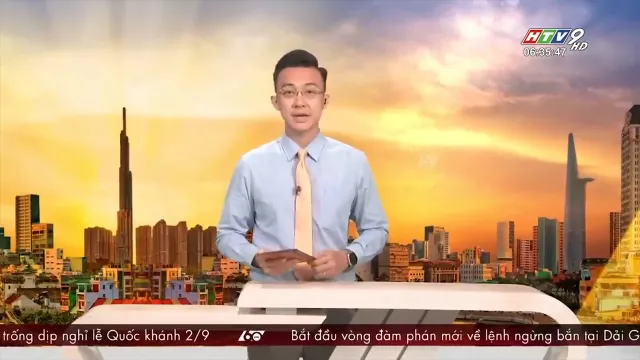 HTV9 HD
06:35:47
trống dịp nghỉ lễ Quốc khánh 2/9 60 Bắt đầu vòng đàm phán mới về lệnh ngừng bắn tại Dải G